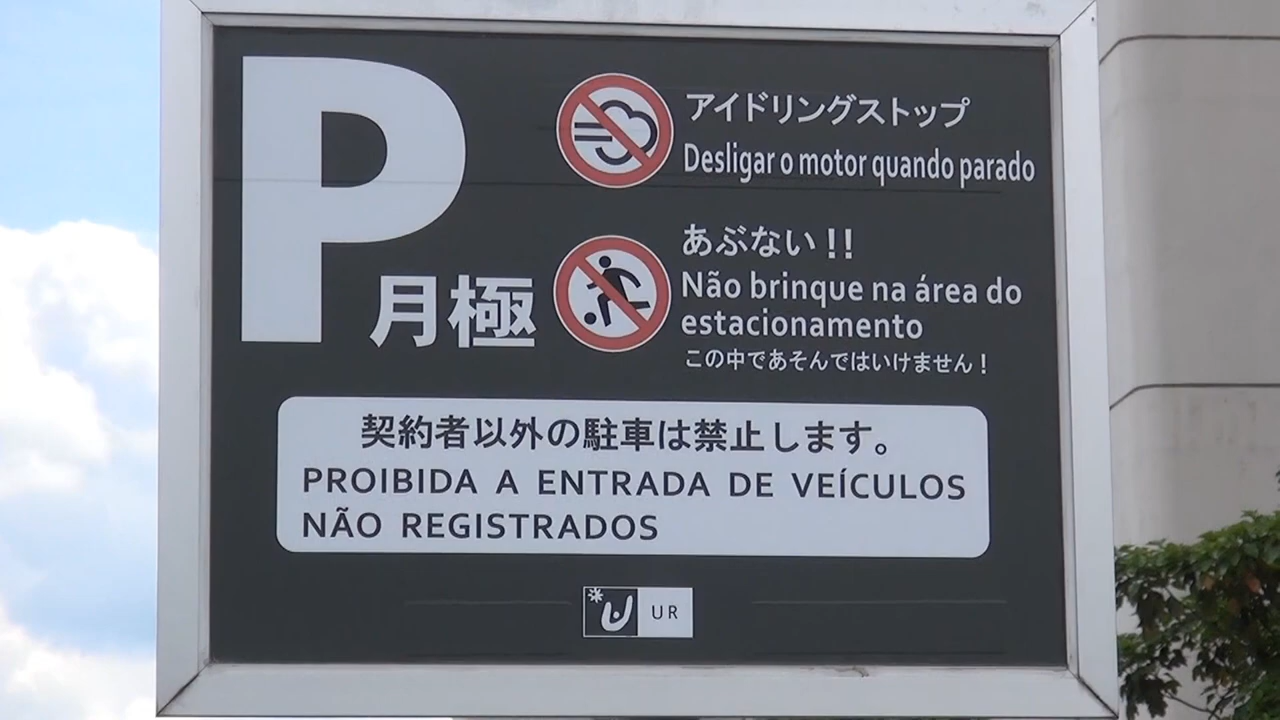 P
月極
アイドリングストップ
Desligar o motor quando parado
あぶない!!
Não brinque na área do
estacionamento
この中であそんではいけません!
契約者以外の駐車は禁止します。
PROIBIDA A ENTRADA DE VEÍCULOS
NÃO REGISTRADOS
UR